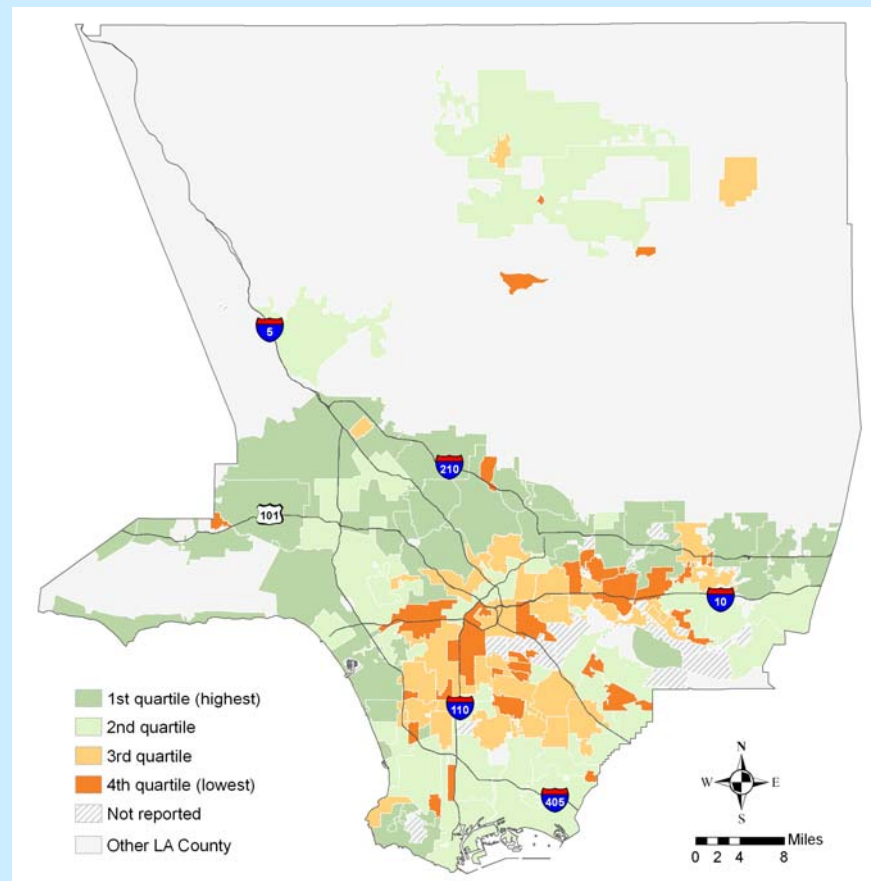 5
210
101
10
110
405
1st quartile (highest)
2nd quartile
3rd quartile
4th quartile (lowest)
Not reported
Other LA County
N
W E
S
Miles
0 2 4 8